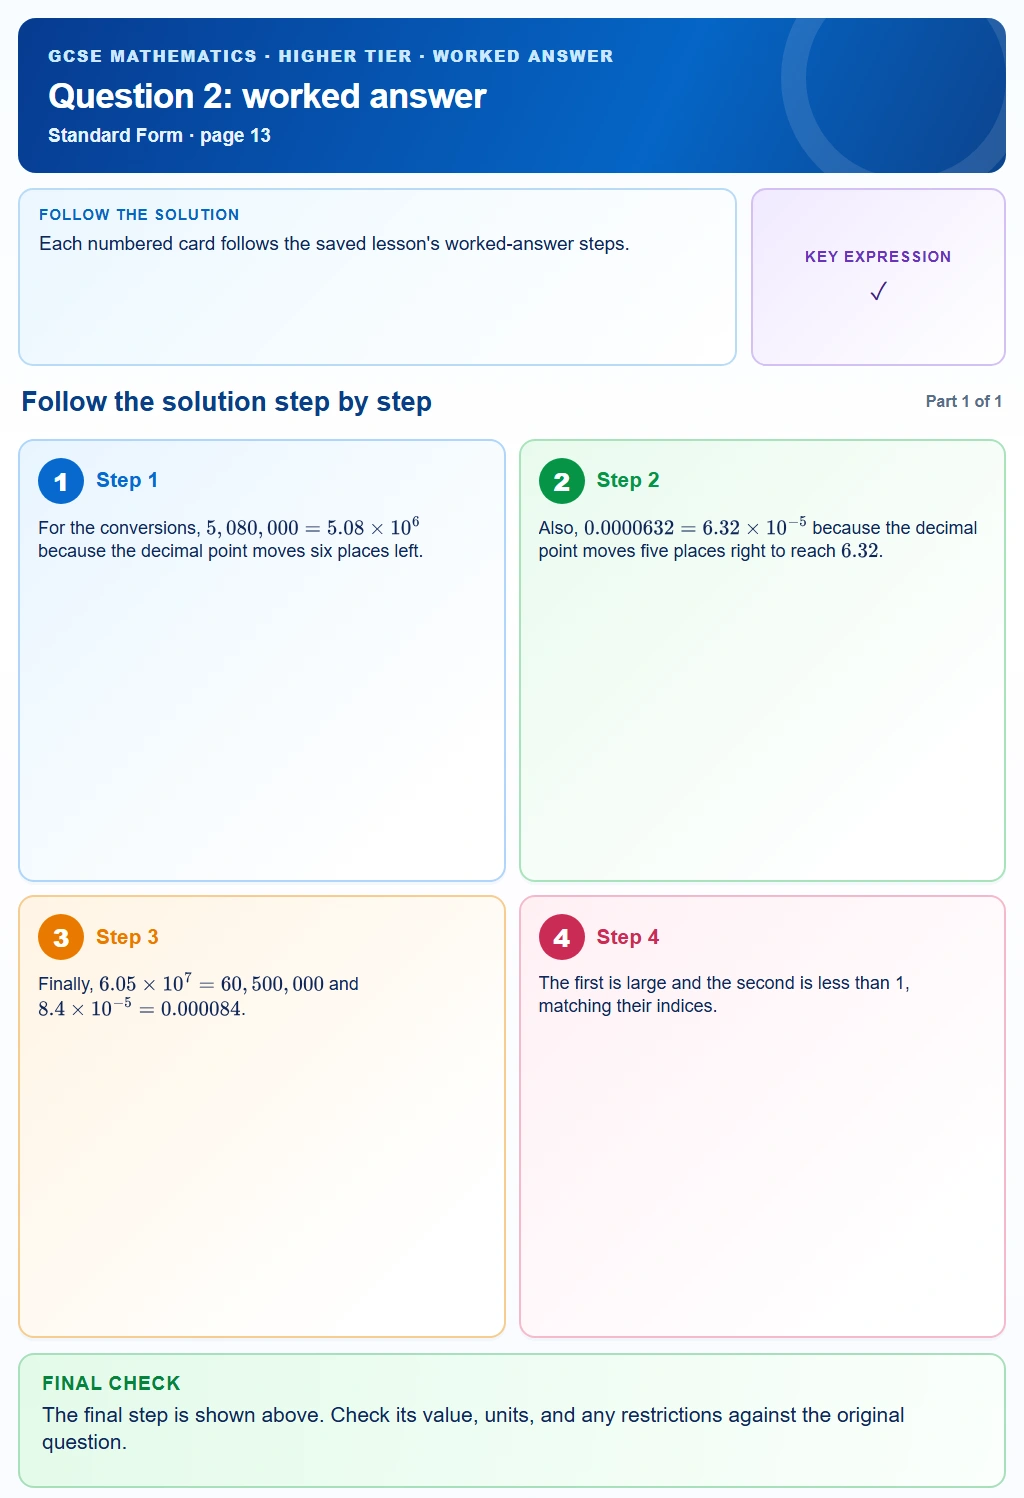 GCSE MATHEMATICS · HIGHER TIER · WORKED ANSWER
Question 2: worked answer
Standard Form · page 13
FOLLOW THE SOLUTION
Each numbered card follows the saved lesson's worked-answer steps.
KEY EXPRESSION
✓
Follow the solution step by step
Part 1 of 1
1 Step 1
For the conversions, 5,080,000 = 5.08 × 10⁶
because the decimal point moves six places left.
2 Step 2
Also, 0.0000632 = 6.32 × 10⁻⁵ because the decimal
point moves five places right to reach 6.32.
3 Step 3
Finally, 6.05 × 10⁷ = 60,500,000 and
8.4 × 10⁻⁵ = 0.000084.
4 Step 4
The first is large and the second is less than 1,
matching their indices.
FINAL CHECK
The final step is shown above. Check its value, units, and any restrictions against the original
question.